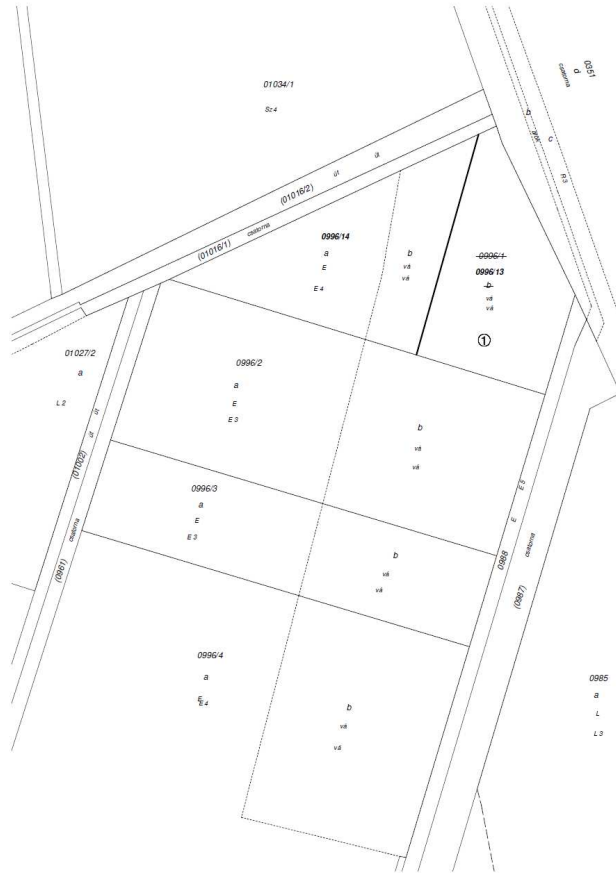 01034/1
Sz 4
0351
d
csatorna
b
c
R 3
út
út
(01016/2)
(01016/1)
csatorna
0996/14
a
E
E 4
b
vá
vá
0996/1
0996/13
b
vá
vá
1
01027/2
a
L 2
0996/2
a
E
E 3
b
vá
vá
út
út
(01002)
csatorna
(0961)
0996/3
a
E
E 3
b
vá
vá
E 5
E
0988
csatorna
(0987)
0996/4
a
E
E 4
b
vá
vá
0985
a
L
L 3